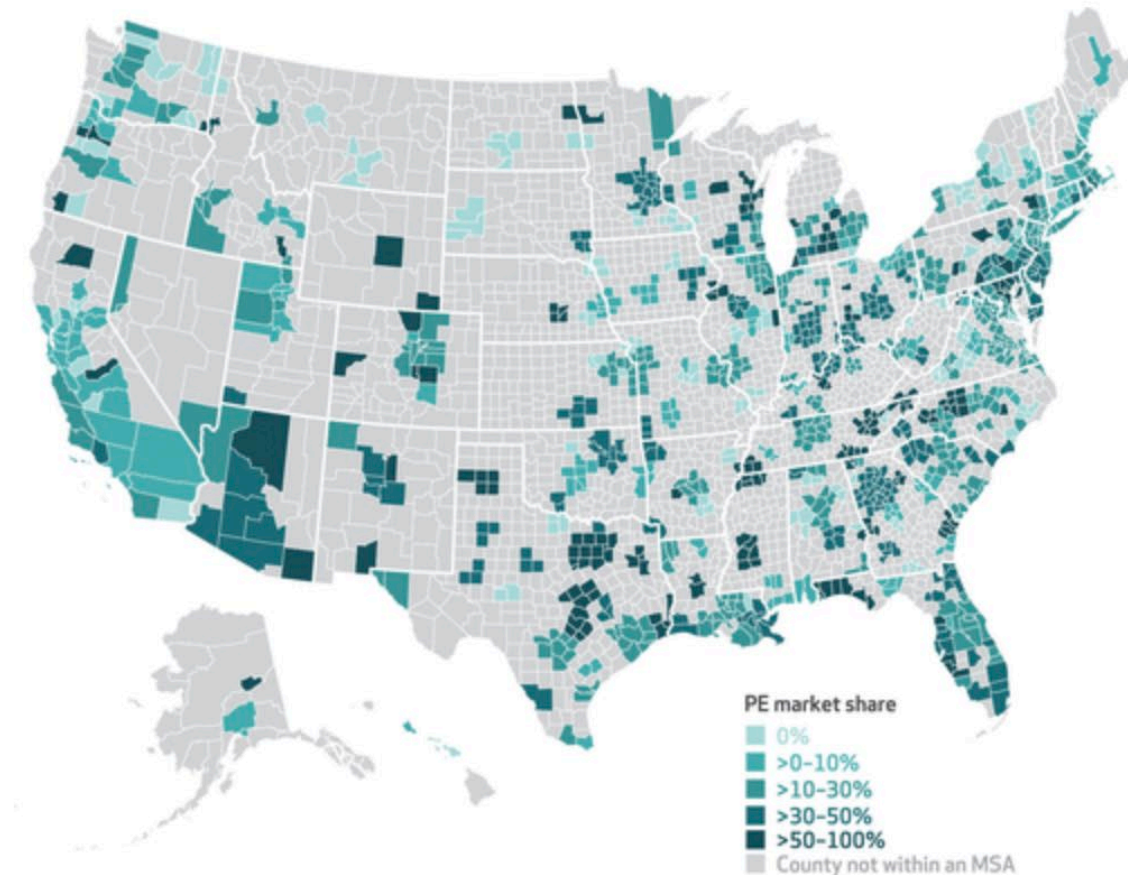 PE market share
0%
>0–10%
>10–30%
>30–50%
>50–100%
County not within an MSA